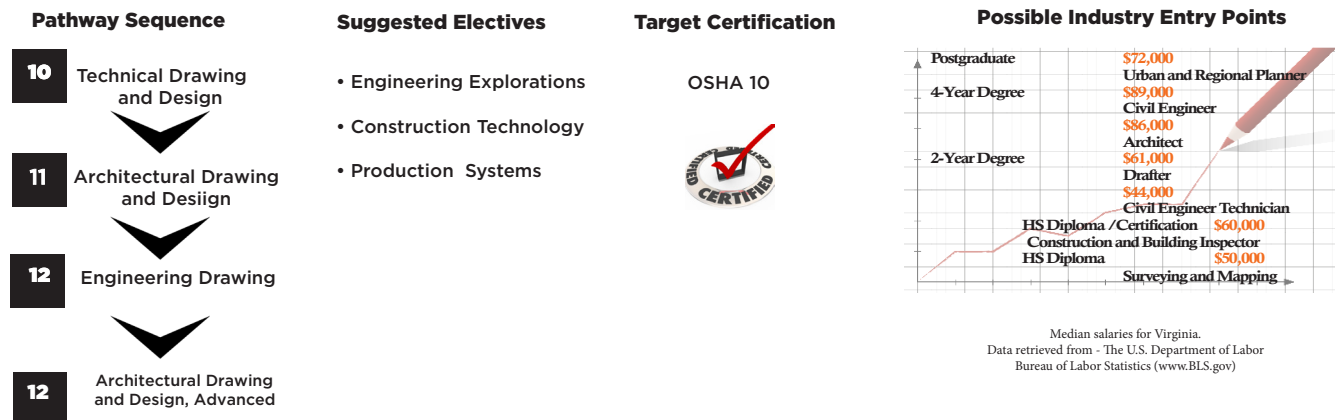 Pathway Sequence
10
Technical Drawing
and Design
11
Architectural Drawing
and Desiign
12
Engineering Drawing
12
Architectural Drawing
and Design, Advanced
Suggested Electives
• Engineering Explorations
• Construction Technology
• Production Systems
Target Certification
OSHA 10
CERTIFIED
CERTIFIED
CERTIFIED
Possible Industry Entry Points
Postgraduate $72,000
Urban and Regional Planner
4-Year Degree $89,000
Civil Engineer
$86,000
Architect
2-Year Degree $61,000
Drafter
$44,000
Civil Engineer Technician
HS Diploma /Certification $60,000
Construction and Building Inspector
HS Diploma $50,000
Surveying and Mapping
Median salaries for Virginia.
Data retrieved from - The U.S. Department of Labor
Bureau of Labor Statistics (www.BLS.gov)